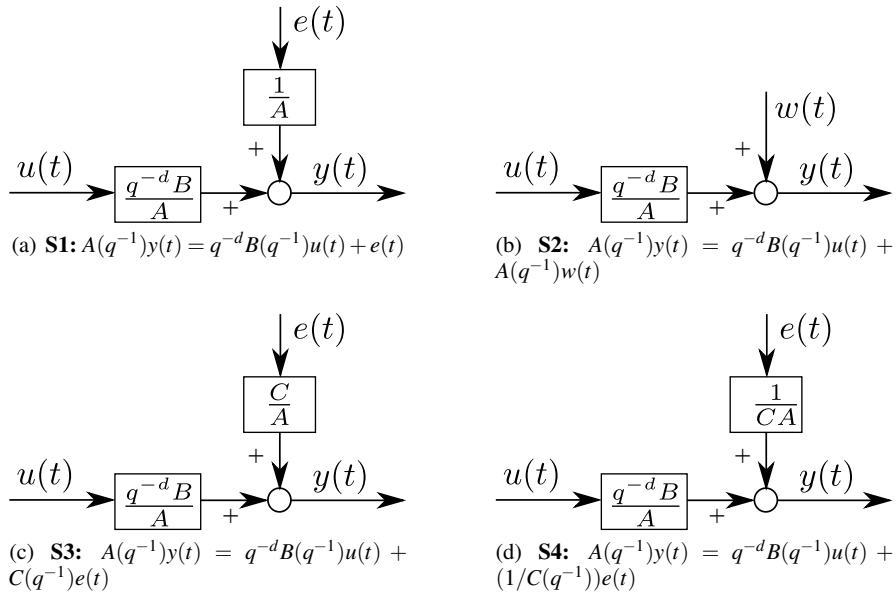 e(t)
1/A
+
u(t)
q^{-d}B/A
+
y(t)
(a) S1: A(q^{-1})y(t) = q^{-d}B(q^{-1})u(t) + e(t)
w(t)
+
u(t)
q^{-d}B/A
+
y(t)
(b) S2: A(q^{-1})y(t) = q^{-d}B(q^{-1})u(t) +
A(q^{-1})w(t)
e(t)
C/A
+
u(t)
q^{-d}B/A
+
y(t)
(c) S3: A(q^{-1})y(t) = q^{-d}B(q^{-1})u(t) +
C(q^{-1})e(t)
e(t)
1/CA
+
u(t)
q^{-d}B/A
+
y(t)
(d) S4: A(q^{-1})y(t) = q^{-d}B(q^{-1})u(t) +
(1/C(q^{-1}))e(t)